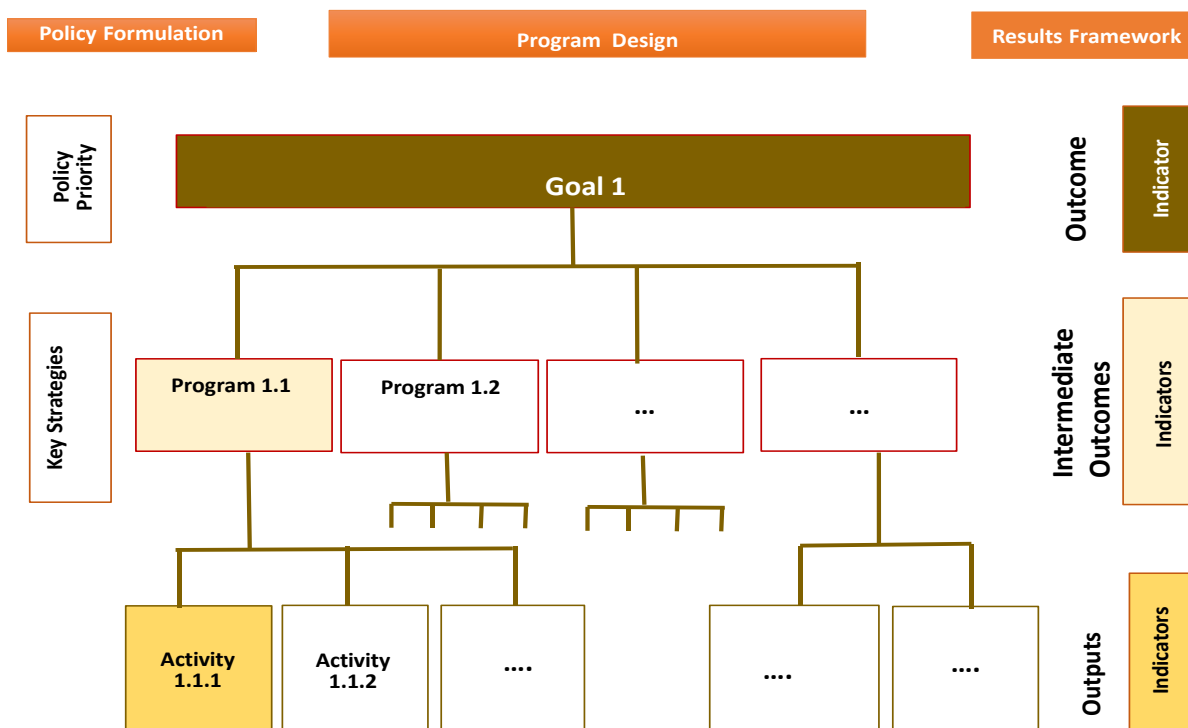 Policy Formulation
Program Design
Results Framework
Policy
Priority
Goal 1
Outcome
Indicator
Key Strategies
Program 1.1
Program 1.2
...
...
Intermediate
Outcomes
Indicators
Activity
1.1.1
Activity
1.1.2
....
....
....
Outputs
Indicators